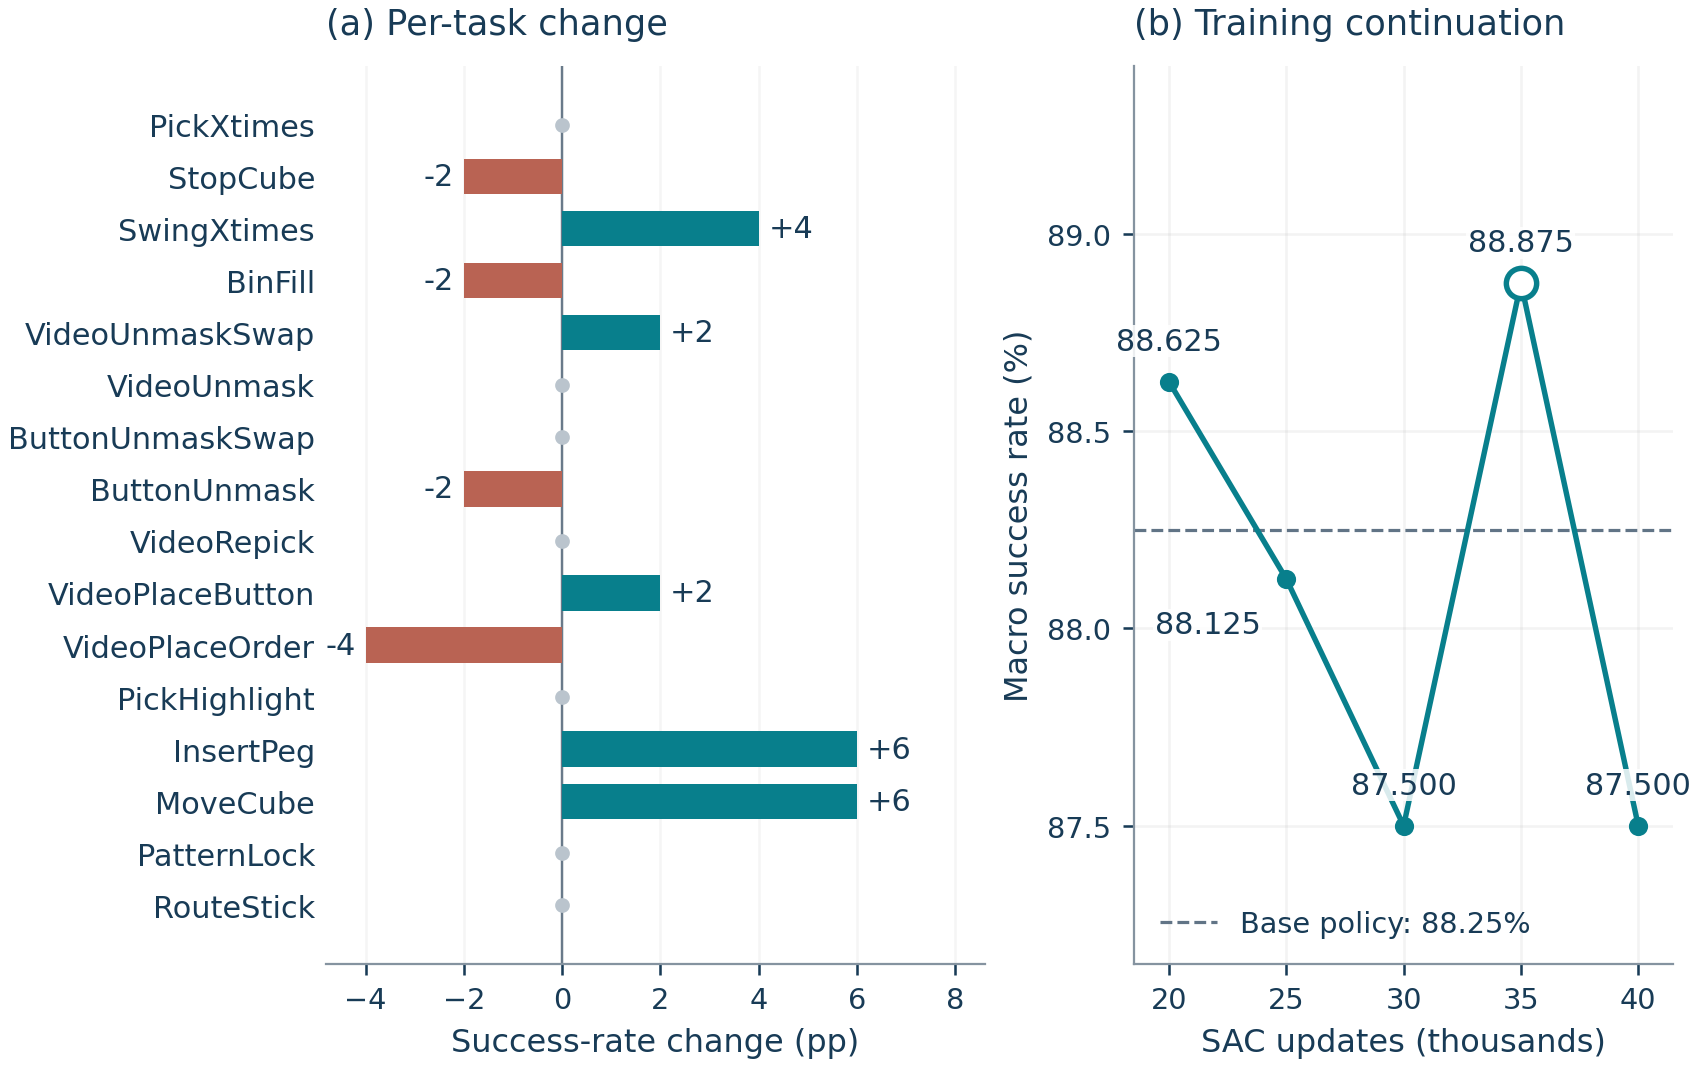 (a) Per-task change
PickXtimes
StopCube
-2
SwingXtimes
+4
BinFill
-2
VideoUnmaskSwap
+2
VideoUnmask
ButtonUnmaskSwap
ButtonUnmask
-2
VideoRepick
VideoPlaceButton
+2
VideoPlaceOrder
-4
PickHighlight
InsertPeg
+6
MoveCube
+6
PatternLock
RouteStick
−4 −2 0 2 4 6 8
Success-rate change (pp)
(b) Training continuation
Macro success rate (%)
89.0
88.5
88.0
87.5
88.625
88.125
87.500
88.875
87.500
Base policy: 88.25%
20 25 30 35 40
SAC updates (thousands)